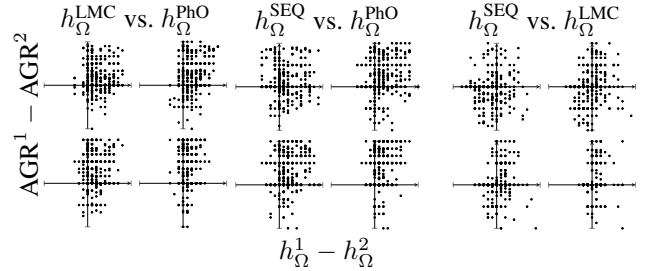 h_Ω^LMC vs. h_Ω^PhO h_Ω^SEQ vs. h_Ω^PhO h_Ω^SEQ vs. h_Ω^LMC
AGR^1 − AGR^2
h_Ω^1 − h_Ω^2